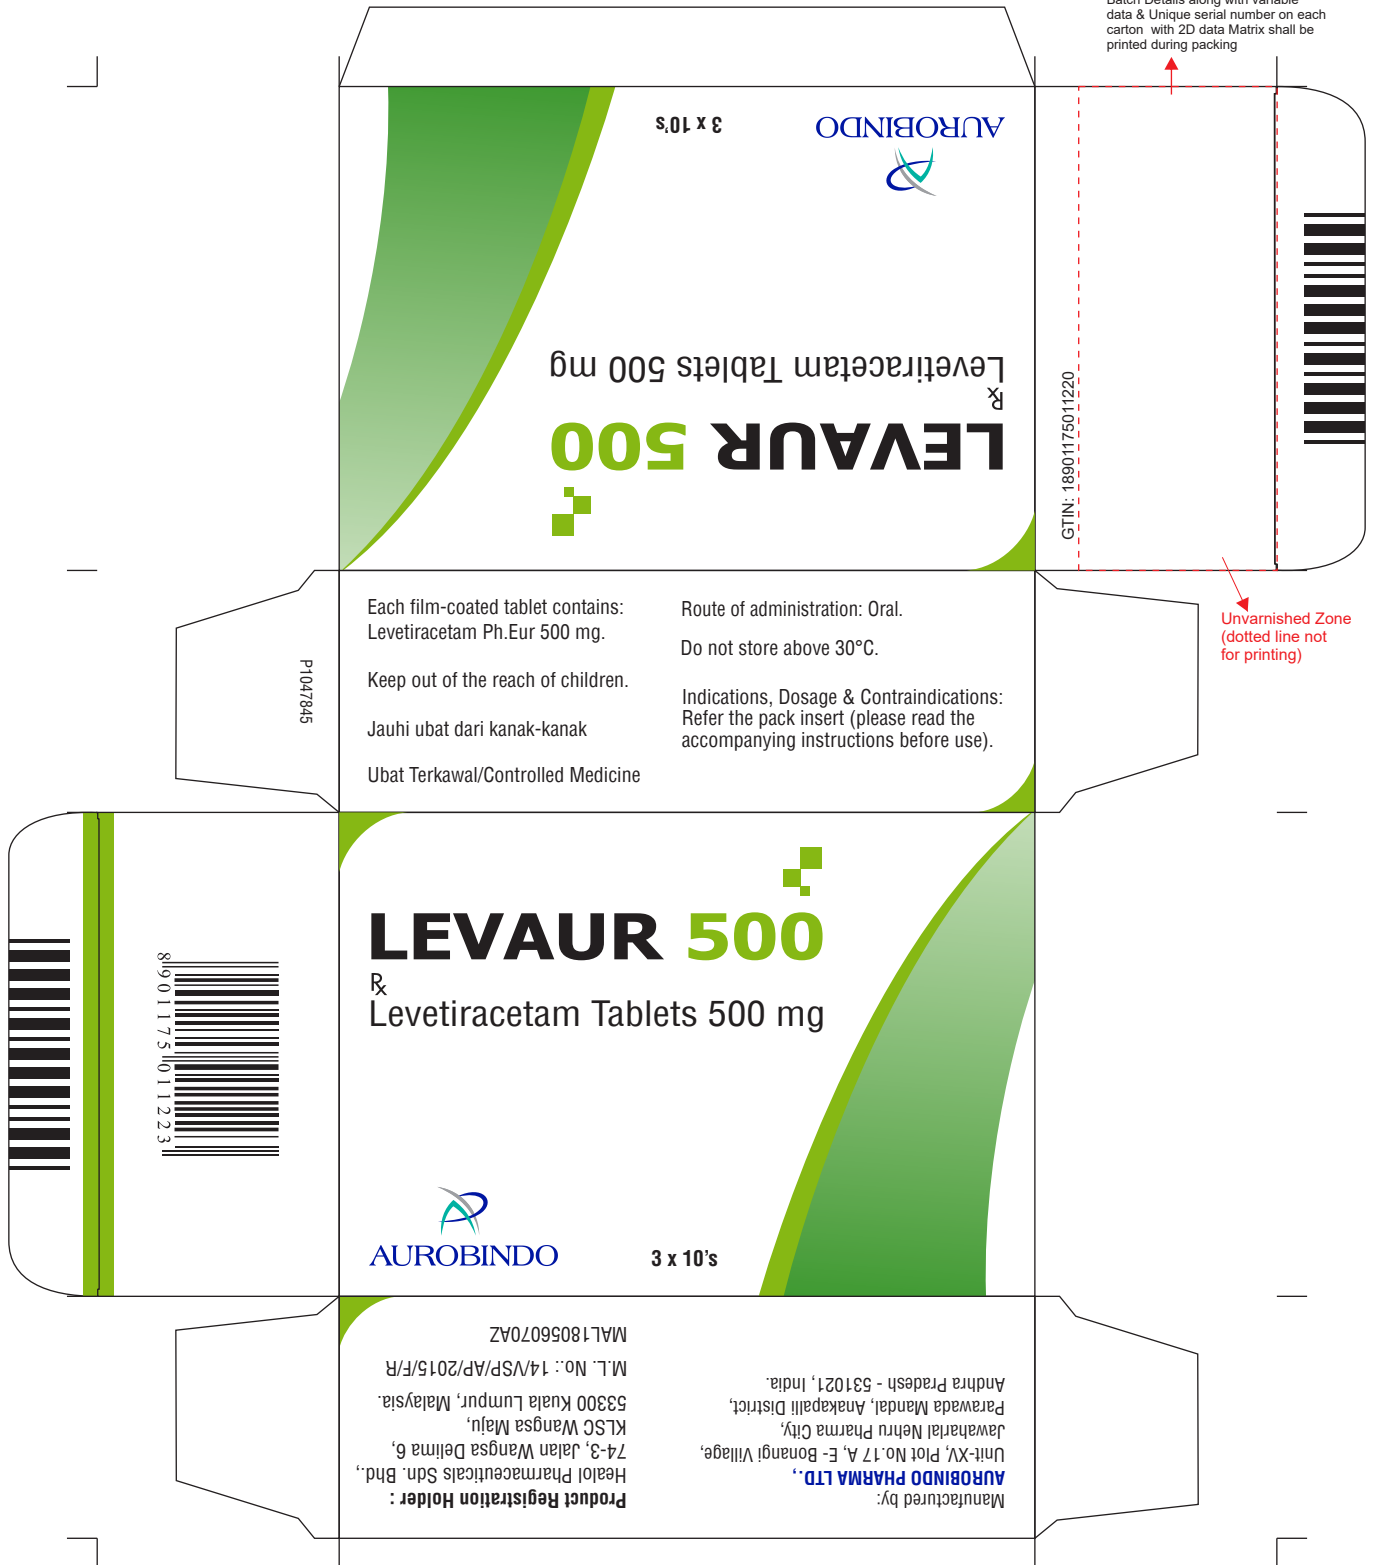 Batch Details along with variable
data & Unique serial number on each
carton with 2D data Matrix shall be
printed during packing
3 x 10's
AUROBINDO
Levetiracetam Tablets 500 mg
Rx
LEVAUR 500
GTIN: 18901175011220
Unvarnished Zone
(dotted line not
for printing)
P1047845
Each film-coated tablet contains:
Levetiracetam Ph.Eur 500 mg.
Keep out of the reach of children.
Jauhi ubat dari kanak-kanak
Ubat Terkawal/Controlled Medicine
Route of administration: Oral.
Do not store above 30°C.
Indications, Dosage & Contraindications:
Refer the pack insert (please read the
accompanying instructions before use).
LEVAUR 500
Rx
Levetiracetam Tablets 500 mg
8 901175 011223
AUROBINDO
3 x 10's
Manufactured by:
AUROBINDO PHARMA LTD.,
Unit-XV, Plot No.17 A, E- Bonangi Village,
Jawaharlal Nehru Pharma City,
Parawada Mandal, Anakapalli District,
Andhra Pradesh - 531021, India.
Product Registration Holder :
Healol Pharmaceuticals Sdn. Bhd.,
74-3, Jalan Wangsa Delima 6,
KLSC Wangsa Maju,
53300 Kuala Lumpur, Malaysia.
M.L. No.: 14/VSP/AP/2015/F/R
MAL18056070AZ